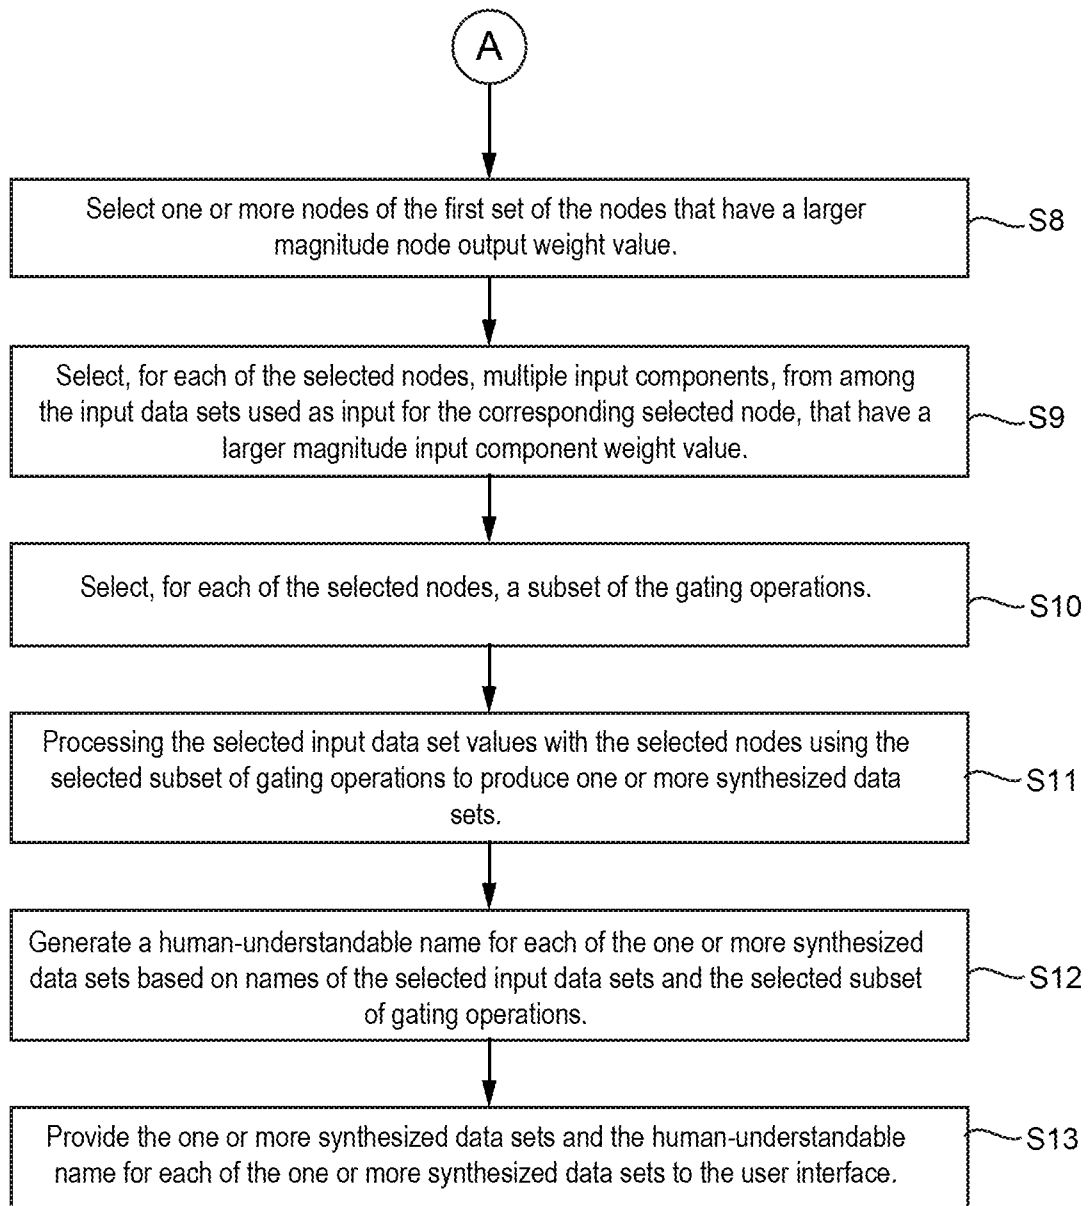 A
Select one or more nodes of the first set of the nodes that have a larger
magnitude node output weight value.
S8
Select, for each of the selected nodes, multiple input components, from among
the input data sets used as input for the corresponding selected node, that have a
larger magnitude input component weight value.
S9
Select, for each of the selected nodes, a subset of the gating operations.
S10
Processing the selected input data set values with the selected nodes using the
selected subset of gating operations to produce one or more synthesized data
sets.
S11
Generate a human-understandable name for each of the one or more synthesized
data sets based on names of the selected input data sets and the selected subset
of gating operations.
S12
Provide the one or more synthesized data sets and the human-understandable
name for each of the one or more synthesized data sets to the user interface.
S13